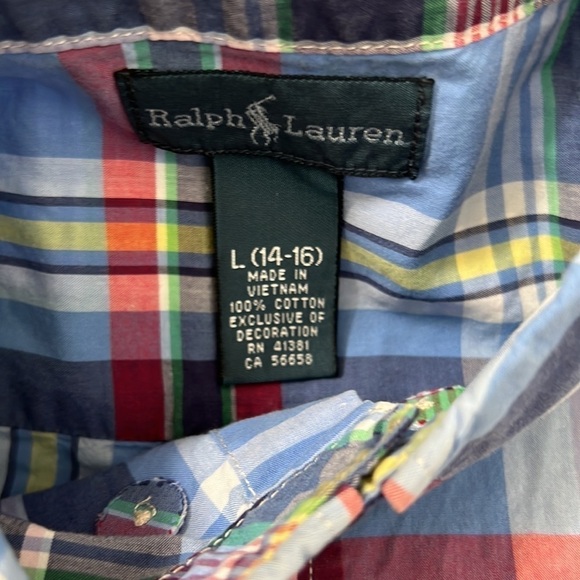 Ralph Lauren
L (14-16)
MADE IN
VIETNAM
100% COTTON
EXCLUSIVE OF
DECORATION
RN 41381
CA 56658